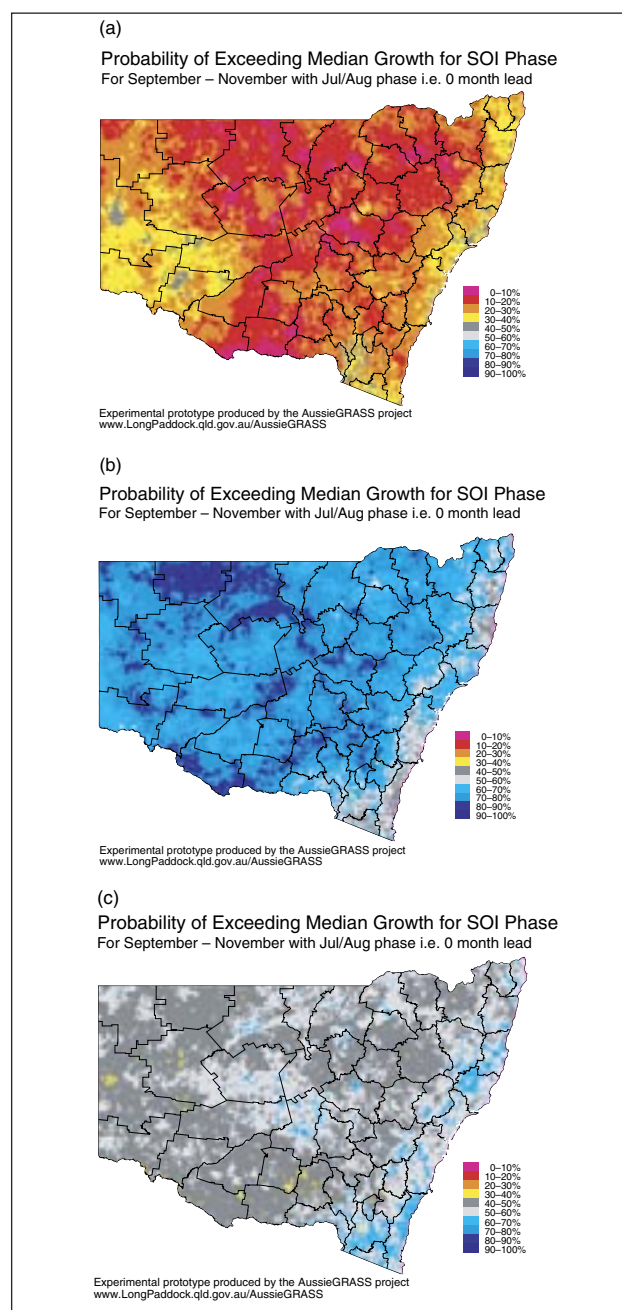 (a)
Probability of Exceeding Median Growth for SOI Phase
For September – November with Jul/Aug phase i.e. 0 month lead
0–10%
10–20%
20–30%
30–40%
40–50%
50–60%
60–70%
70–80%
80–90%
90–100%
Experimental prototype produced by the AussieGRASS project
www.LongPaddock.qld.gov.au/AussieGRASS
(b)
Probability of Exceeding Median Growth for SOI Phase
For September – November with Jul/Aug phase i.e. 0 month lead
0–10%
10–20%
20–30%
30–40%
40–50%
50–60%
60–70%
70–80%
80–90%
90–100%
Experimental prototype produced by the AussieGRASS project
www.LongPaddock.qld.gov.au/AussieGRASS
(c)
Probability of Exceeding Median Growth for SOI Phase
For September – November with Jul/Aug phase i.e. 0 month lead
0–10%
10–20%
20–30%
30–40%
40–50%
50–60%
60–70%
70–80%
80–90%
90–100%
Experimental prototype produced by the AussieGRASS project
www.LongPaddock.qld.gov.au/AussieGRASS